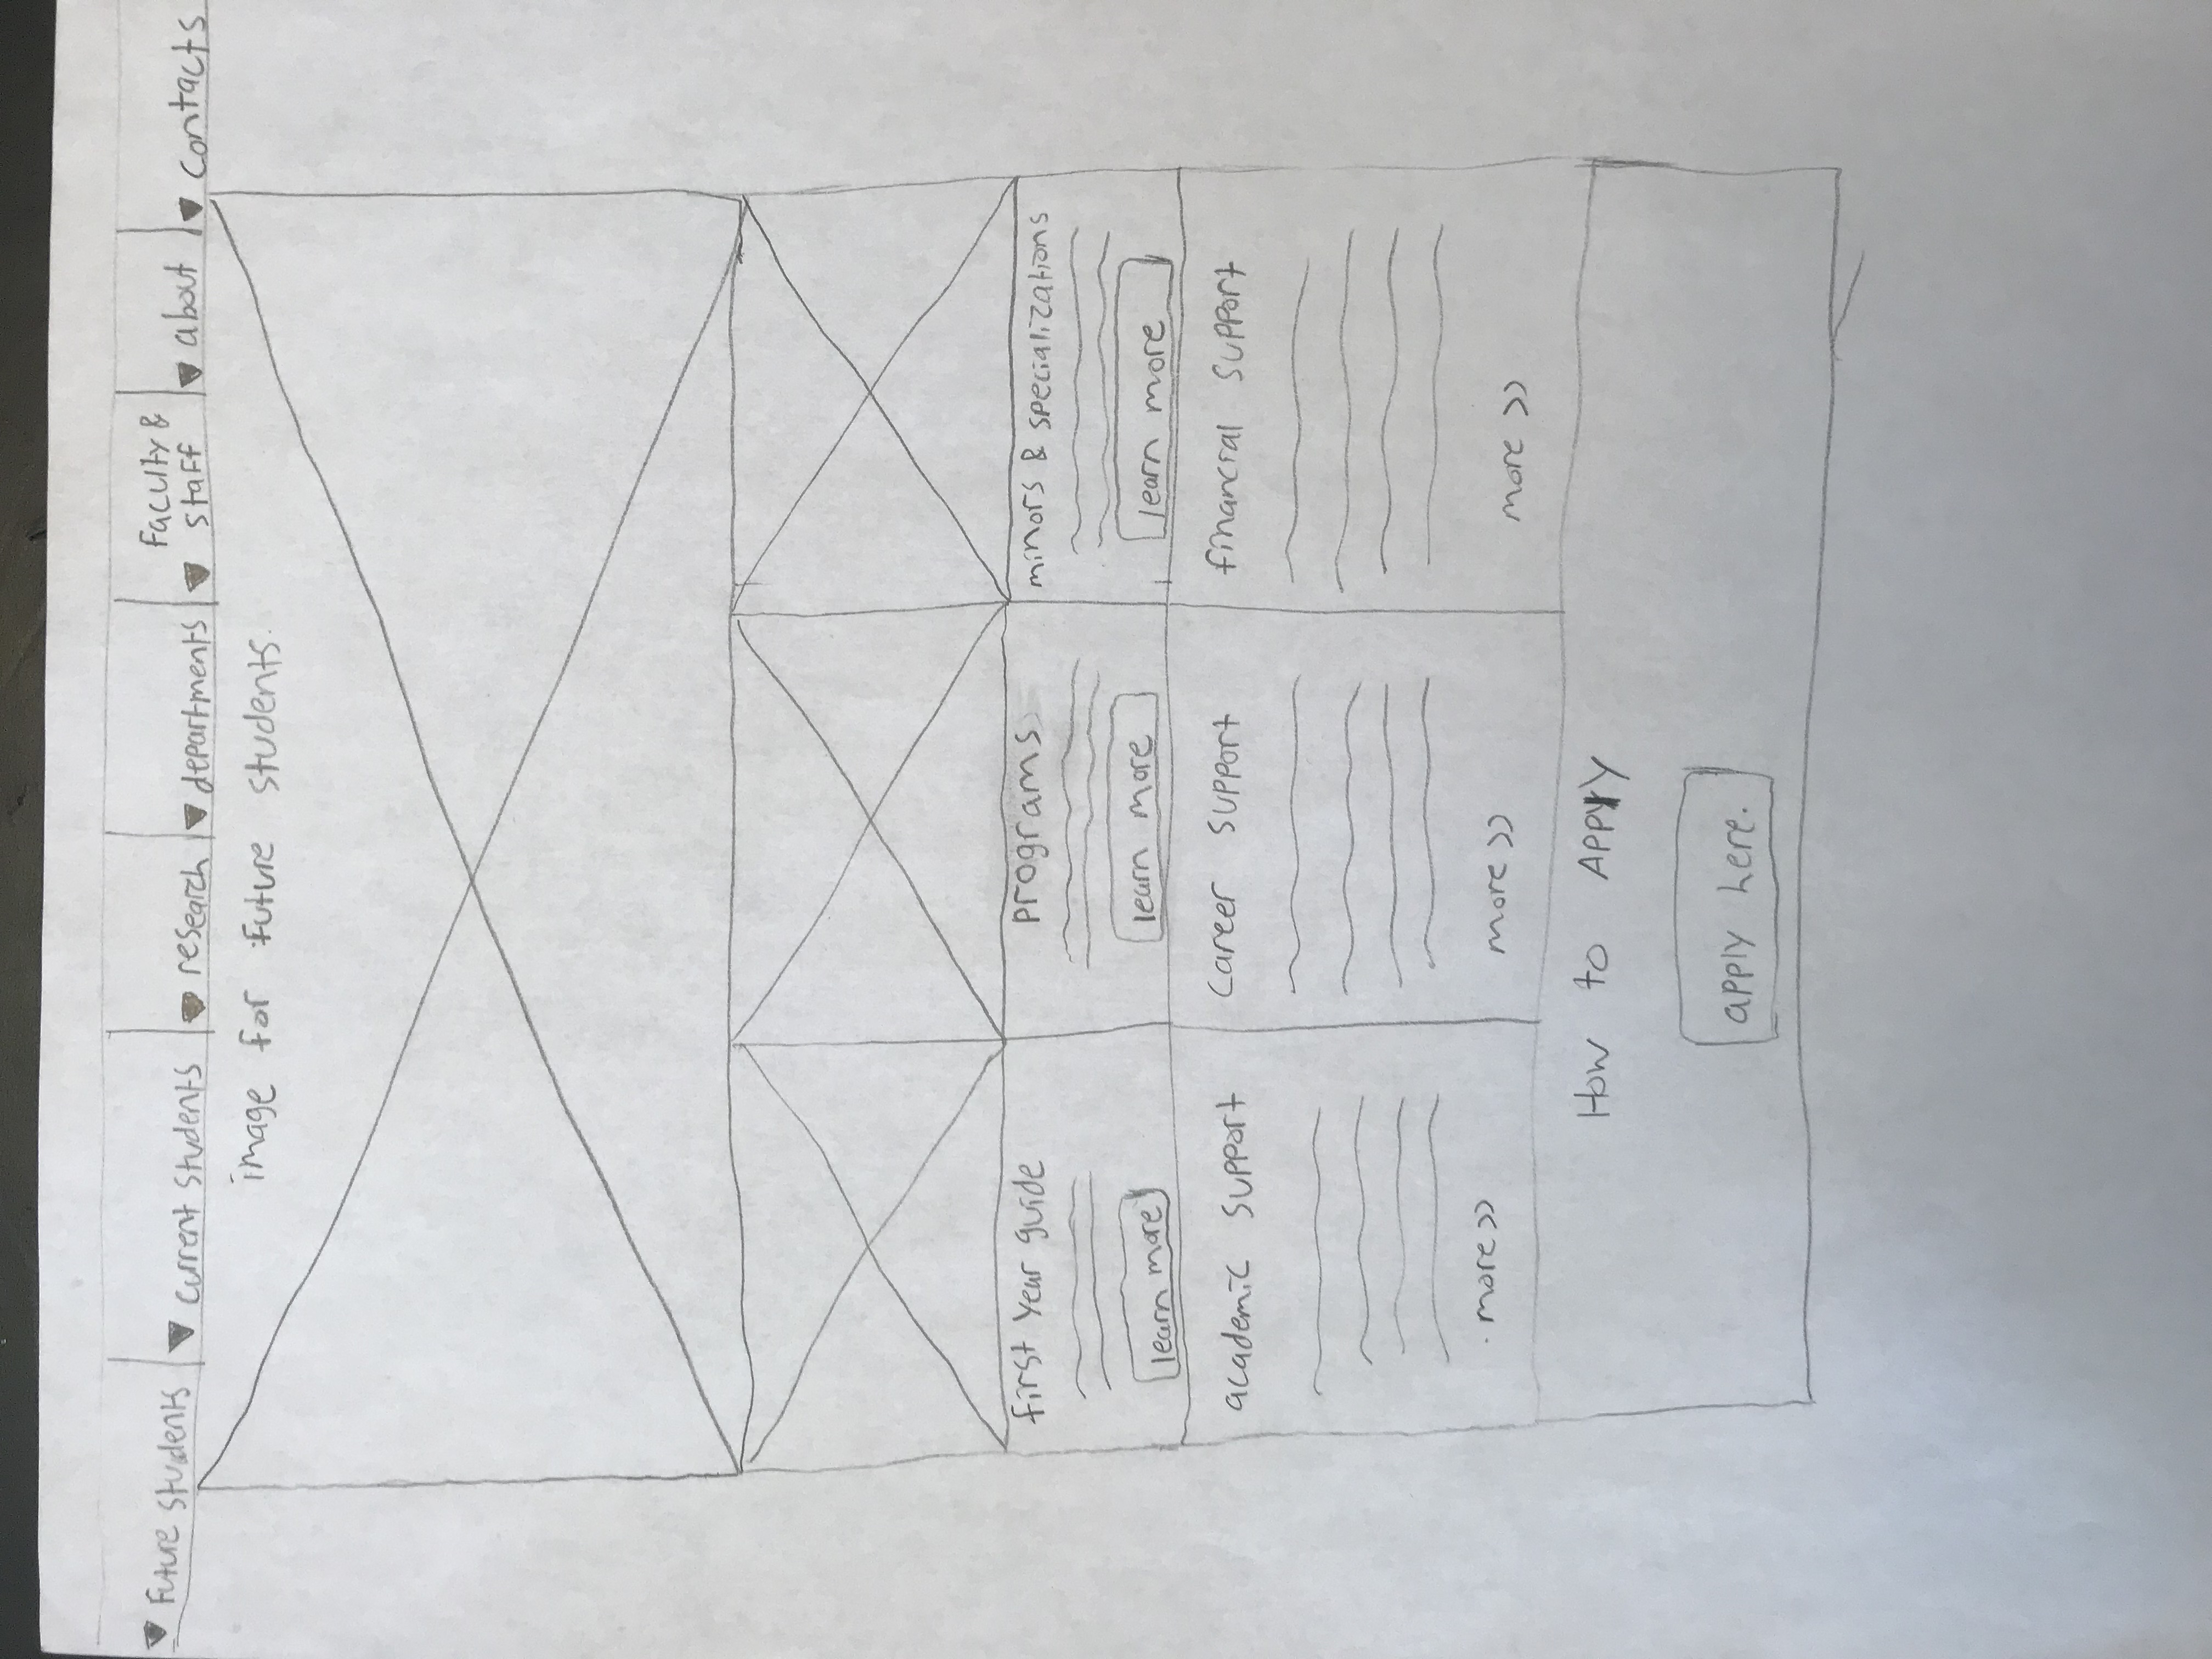 Future Students
current students
research
departments
Faculty &
staff
about
contacts
image for future students.
first year guide
programs
minors & specializations
learn more
learn more
learn more
academic support
career support
financial support
more >>
more >>
more >>
How to Apply
apply here.